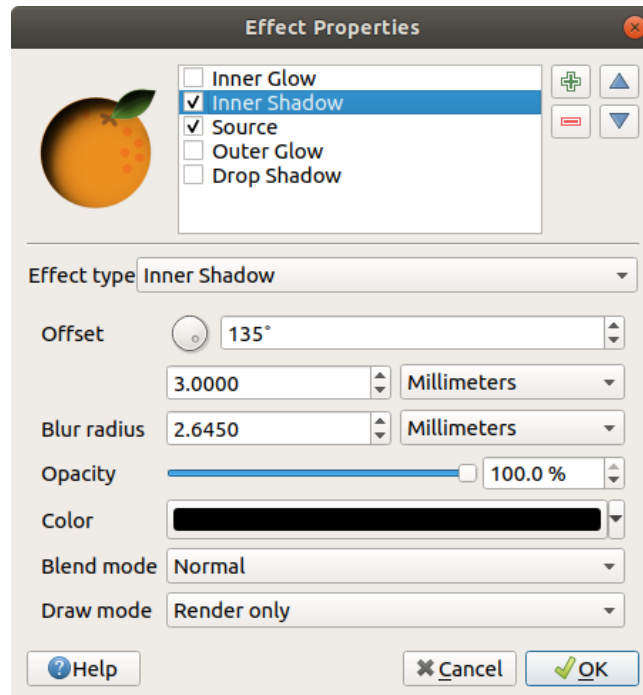 Effect Properties
Inner Glow
Inner Shadow
Source
Outer Glow
Drop Shadow
Effect type Inner Shadow
Offset 135°
3.0000 Millimeters
Blur radius 2.6450 Millimeters
Opacity 100.0 %
Color
Blend mode Normal
Draw mode Render only
Help Cancel OK